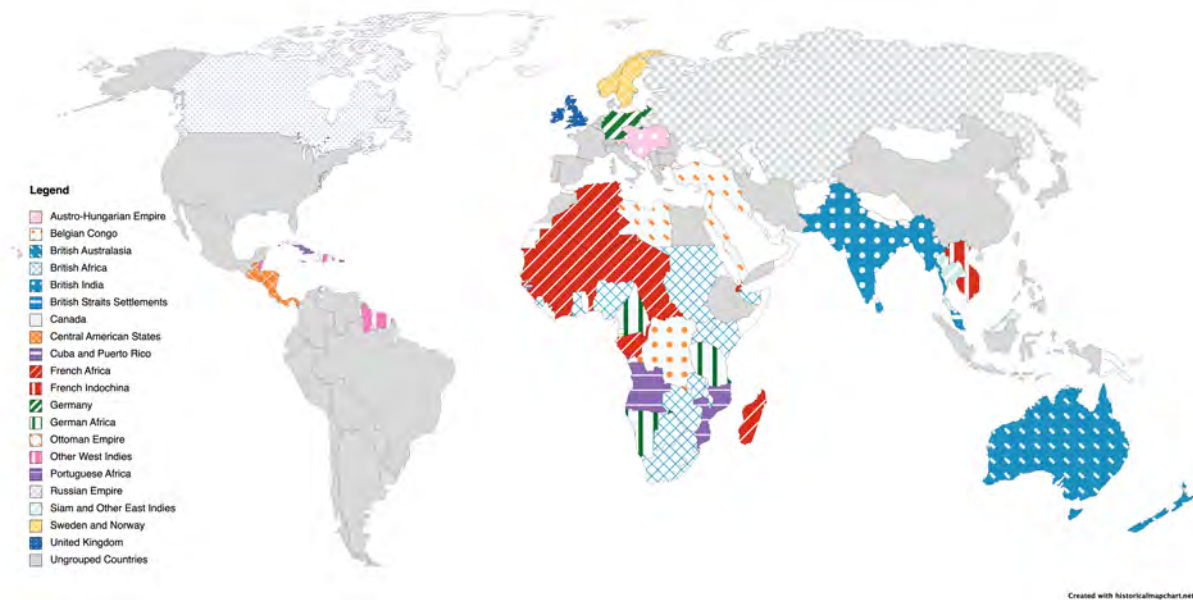 Legend
Austro-Hungarian Empire
Belgian Congo
British Australasia
British Africa
British India
British Straits Settlements
Canada
Central American States
Cuba and Puerto Rico
French Africa
French Indochina
Germany
German Africa
Ottoman Empire
Other West Indies
Portuguese Africa
Russian Empire
Siam and Other East Indies
Sweden and Norway
United Kingdom
Ungrouped Countries
Created with historicalmapchart.net